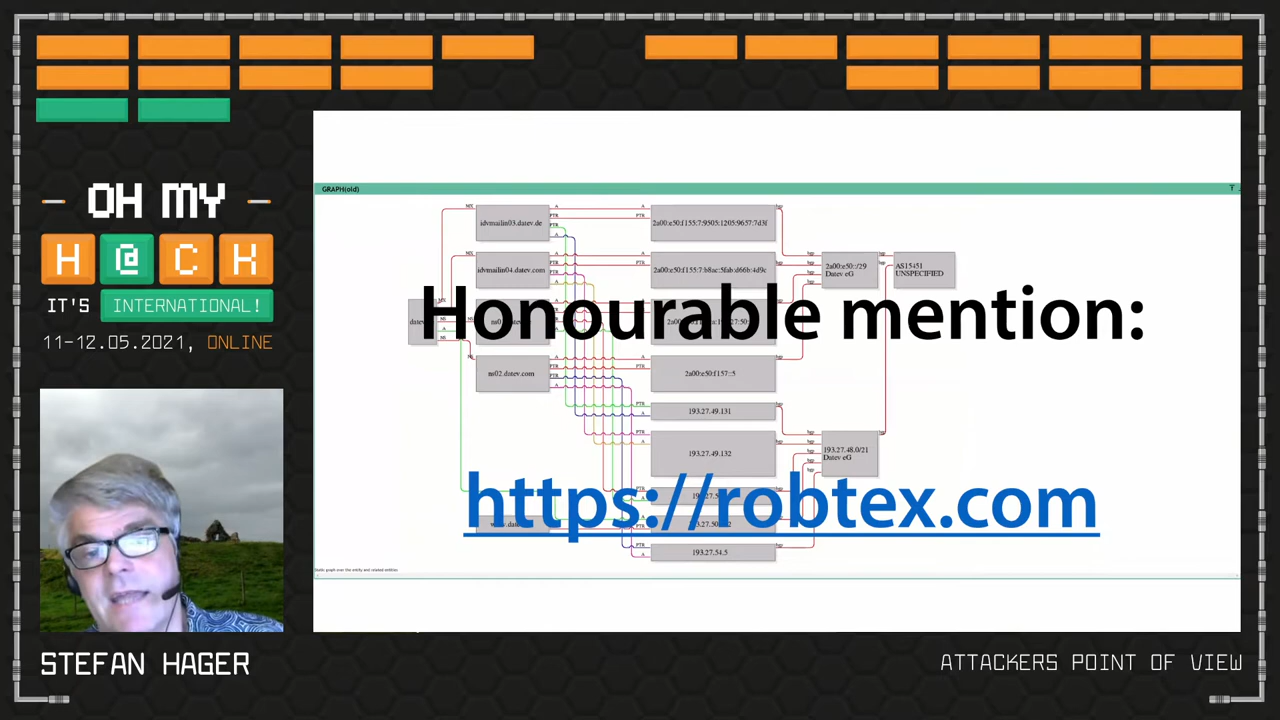 OH MY
H@CK
IT'S INTERNATIONAL!
11-12.05.2021, ONLINE
STEFAN HAGER
ATTACKERS POINT OF VIEW
GRAPH(old)
Honourable mention:
https://robtex.com
idvmailin03.datev.de
idvmailin04.datev.com
ns02.datev.com
2a00:e50:f155:7:9505:1205:9657:7d3f
2a00:e50:f155:7:b8ac:5fab:d66b:4d9c
2a00:e50:f157::5
193.27.49.131
193.27.49.132
193.27.54.5
2a00:e50::/29
Datev eG
AS15451
UNSPECIFIED
193.27.48.0/21
Datev eG